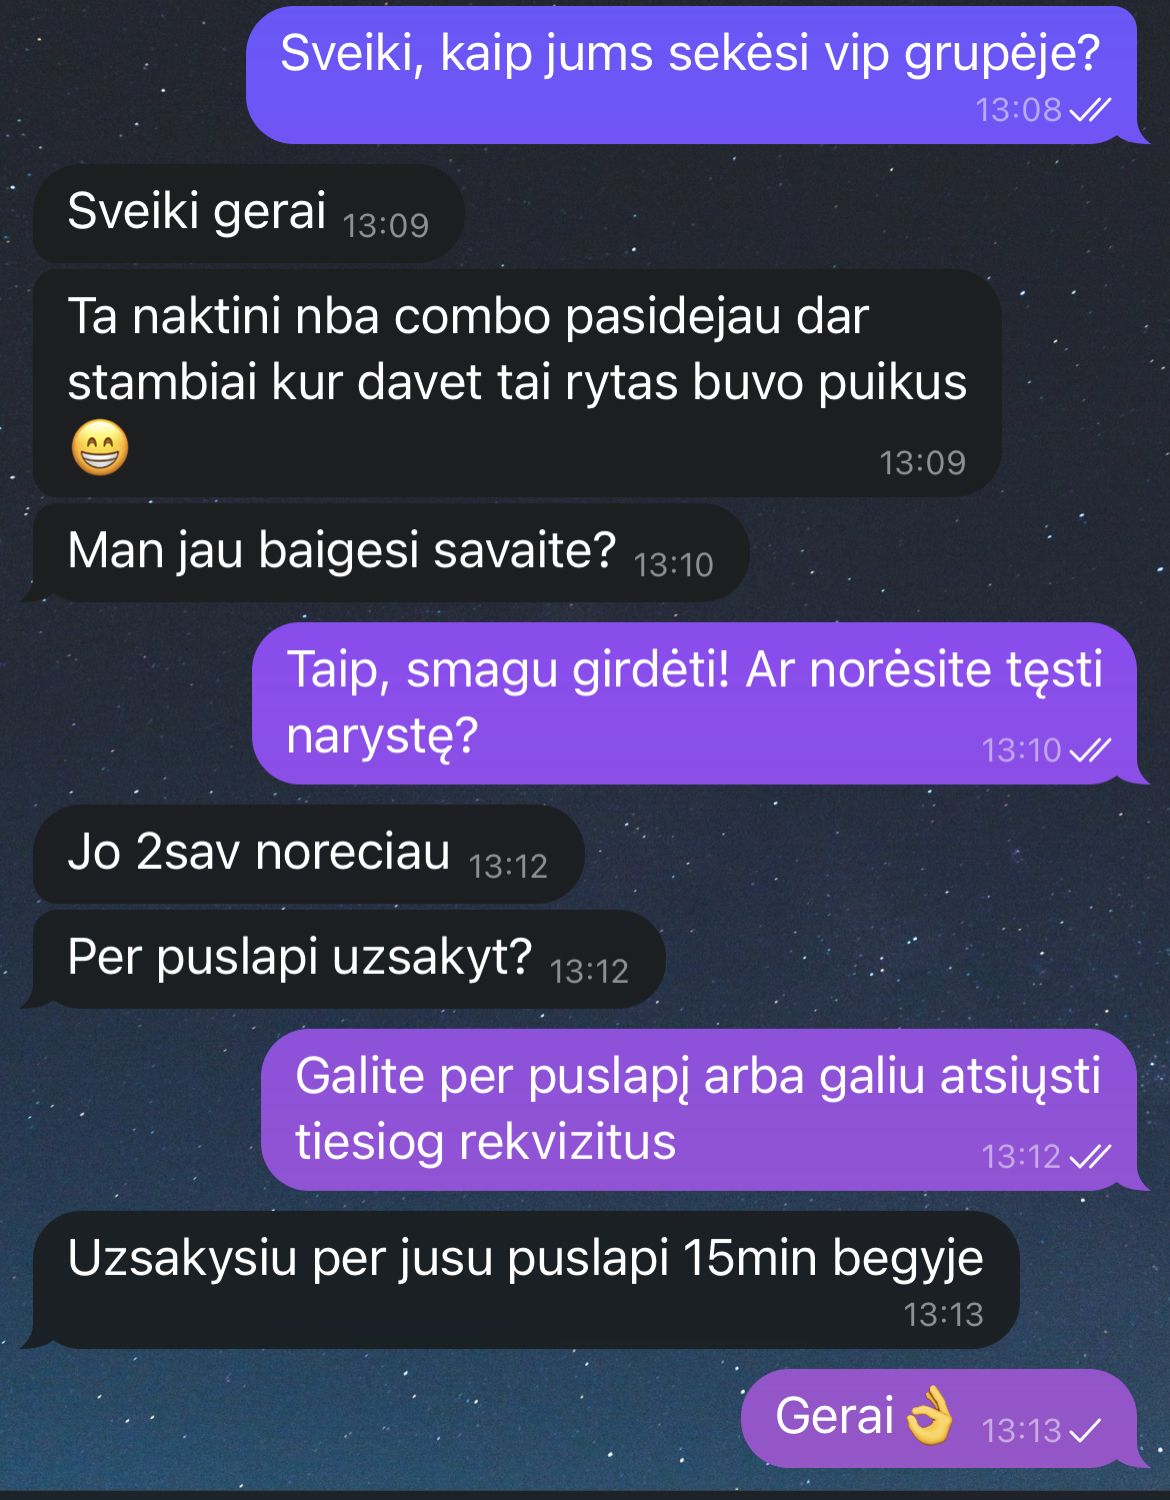 Sveiki, kaip jums sekėsi vip grupėje?
13:08
Sveiki gerai 13:09
Ta naktini nba combo pasidejau dar
stambiai kur davet tai rytas buvo puikus
😁 13:09
Man jau baigesi savaite? 13:10
Taip, smagu girdėti! Ar norėsite tęsti
narystę? 13:10
Jo 2sav noreciau 13:12
Per puslapi uzsakyt? 13:12
Galite per puslapį arba galiu atsiųsti
tiesiog rekvizitus 13:12
Uzsakysiu per jusu puslapi 15min begyje
13:13
Gerai👌 13:13